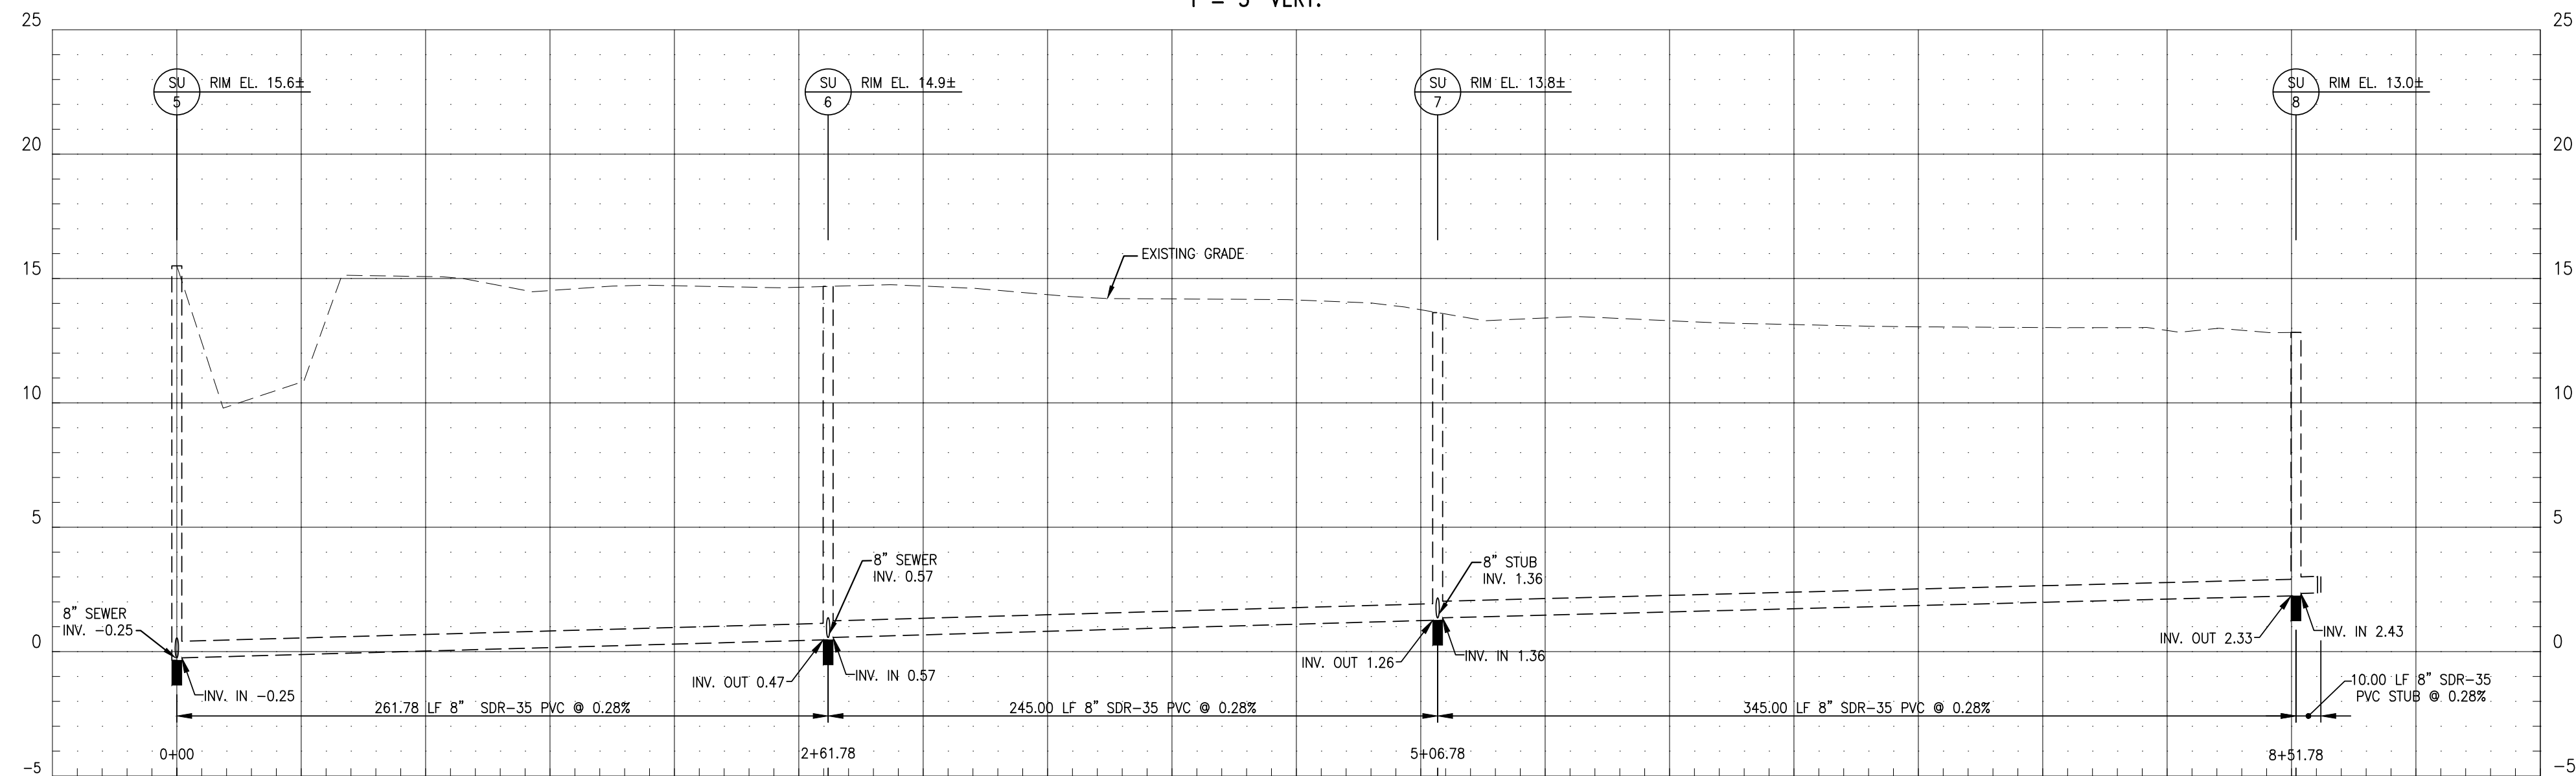 1"= 5' VERT.
25
25
SU
5
RIM EL. 15.6±
SU
6
RIM EL. 14.9±
SU
7
RIM EL. 13.8±
SU
8
RIM EL. 13.0±
20
20
EXISTING GRADE
15
15
10
10
5
5
8" SEWER
INV. 0.57
8" STUB
INV. 1.36
8" SEWER
INV. -0.25
0
0
INV. IN -0.25
INV. OUT 0.47
INV. IN 0.57
INV. OUT 1.26
INV. IN 1.36
INV. OUT 2.33
INV. IN 2.43
261.78 LF 8" SDR-35 PVC @ 0.28%
245.00 LF 8" SDR-35 PVC @ 0.28%
345.00 LF 8" SDR-35 PVC @ 0.28%
10.00 LF 8" SDR-35
PVC STUB @ 0.28%
0+00
2+61.78
5+06.78
8+51.78
-5
-5